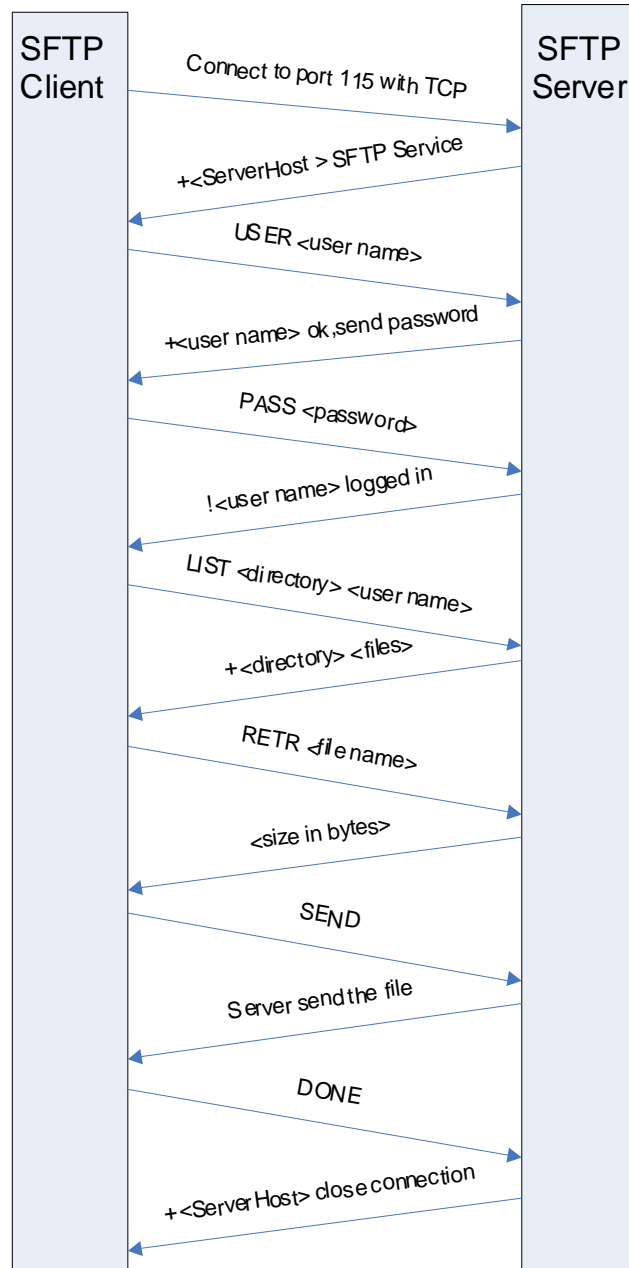 SFTP
Client
SFTP
Server
Connect to port 115 with TCP
+<ServerHost > SFTP Service
USER <user name>
+<user name> ok,send password
PASS <password>
!<user name> logged in
LIST <directory> <user name>
+<directory> <files>
RETR <file name>
<size in bytes>
SEND
Server send the file
DONE
+<ServerHost> close connection